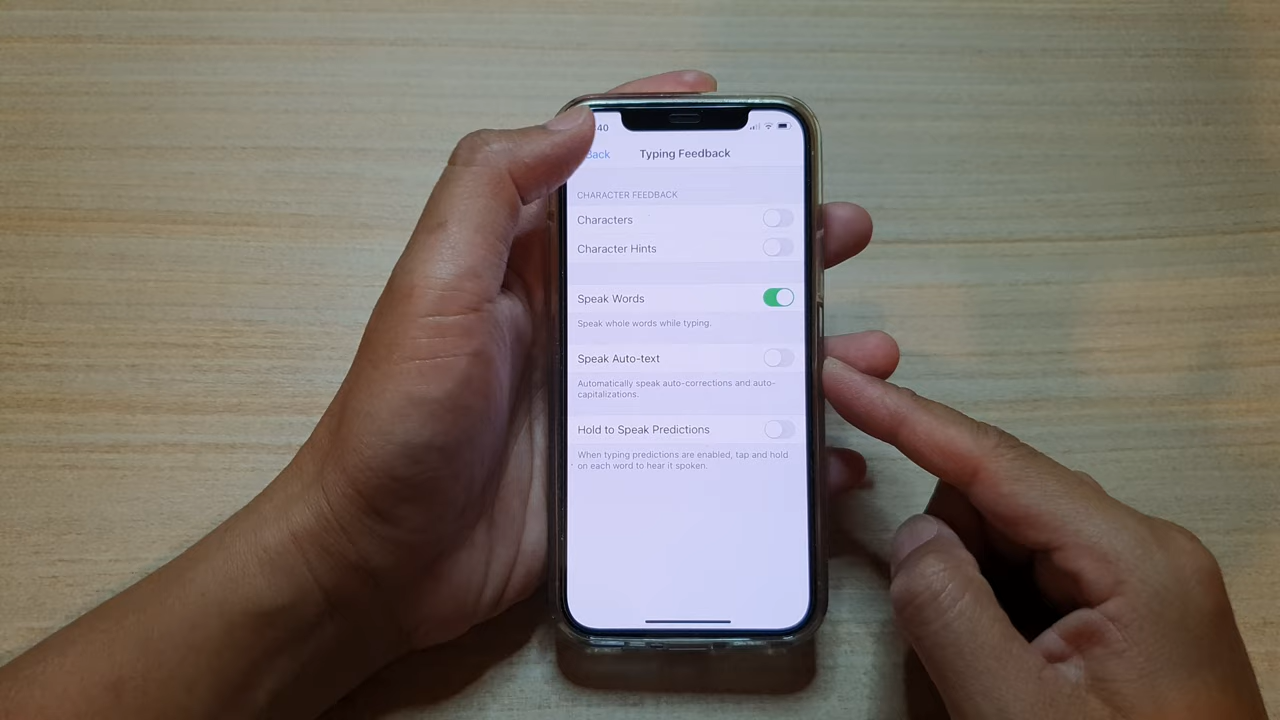 :40
Back
Typing Feedback
CHARACTER FEEDBACK
Characters
Character Hints
Speak Words
Speak whole words while typing.
Speak Auto-text
Automatically speak auto-corrections and auto-
capitalizations.
Hold to Speak Predictions
When typing predictions are enabled, tap and hold
on each word to hear it spoken.